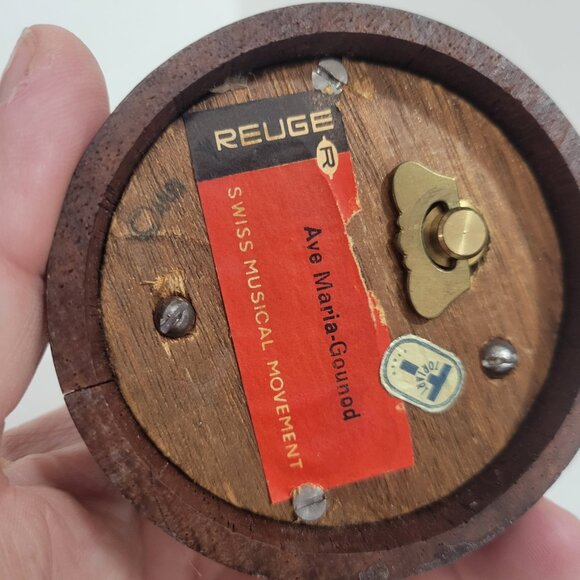 REUGE
R
SWISS MUSICAL MOVEMENT
Ave Maria-Gounod